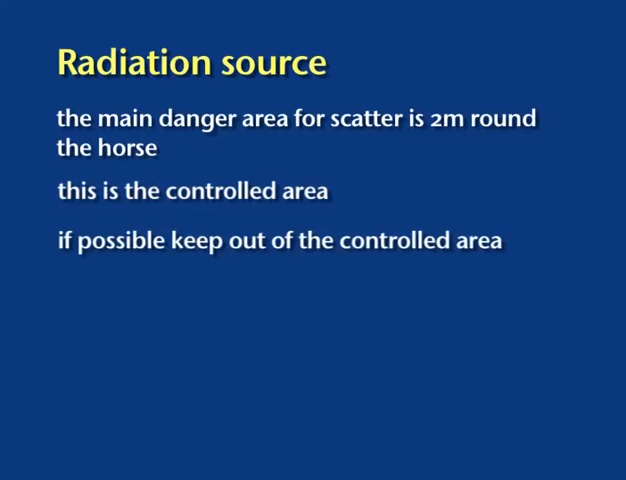 Radiation source
the main danger area for scatter is 2m round
the horse
this is the controlled area
if possible keep out of the controlled area